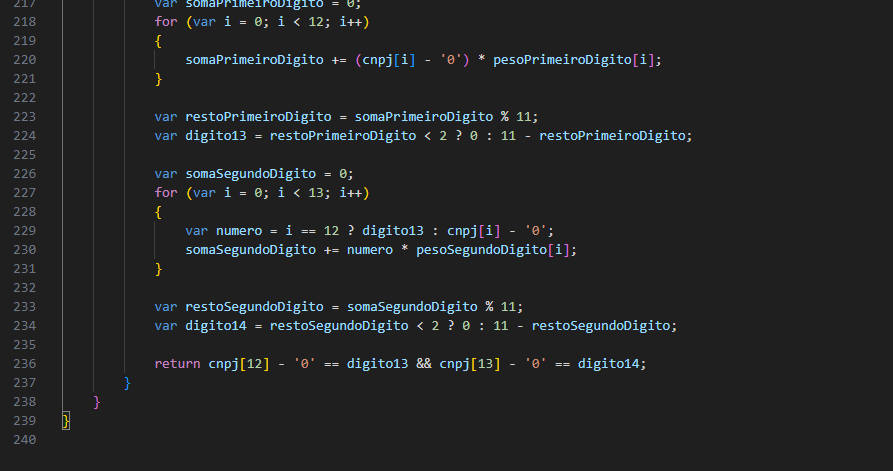 217 var somaPrimeiroDigito = 0;
218 for (var i = 0; i < 12; i++)
219 {
220 somaPrimeiroDigito += (cnpj[i] - '0') * pesoPrimeiroDigito[i];
221 }
222
223 var restoPrimeiroDigito = somaPrimeiroDigito % 11;
224 var digito13 = restoPrimeiroDigito < 2 ? 0 : 11 - restoPrimeiroDigito;
225
226 var somaSegundoDigito = 0;
227 for (var i = 0; i < 13; i++)
228 {
229 var numero = i == 12 ? digito13 : cnpj[i] - '0';
230 somaSegundoDigito += numero * pesoSegundoDigito[i];
231 }
232
233 var restoSegundoDigito = somaSegundoDigito % 11;
234 var digito14 = restoSegundoDigito < 2 ? 0 : 11 - restoSegundoDigito;
235
236 return cnpj[12] - '0' == digito13 && cnpj[13] - '0' == digito14;
237 }
238 }
239 }
240